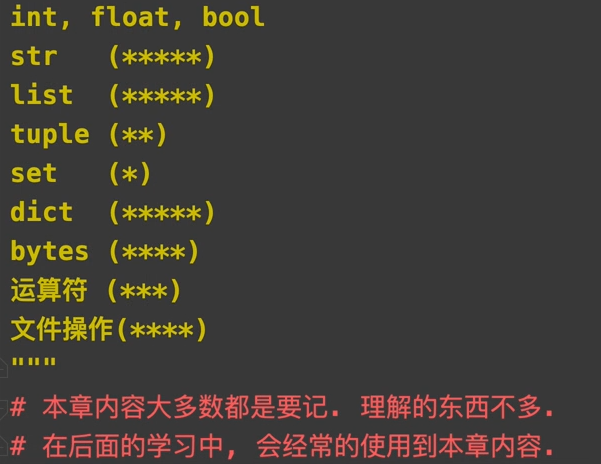 int, float, bool
str   (*****)
list  (*****)
tuple (**)
set   (*)
dict  (*****)
bytes (****)
运算符 (***)
文件操作(****)
"""
# 本章内容大多数都是要记. 理解的东西不多.
# 在后面的学习中, 会经常的使用到本章内容.